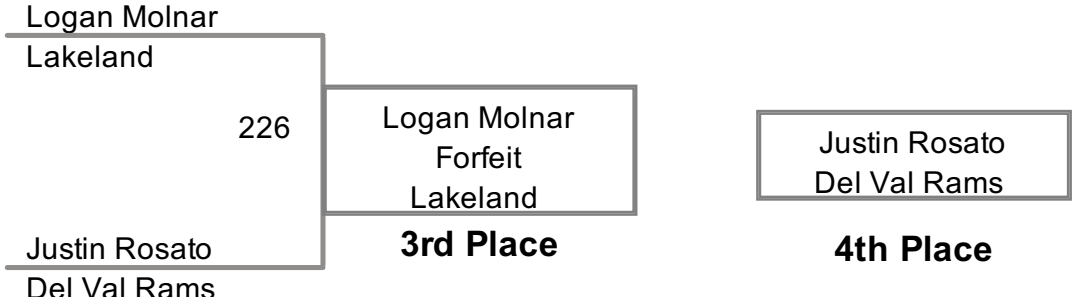 Logan Molnar
Lakeland
226
Justin Rosato
Del Val Rams
Logan Molnar
Forfeit
Lakeland
3rd Place
Justin Rosato
Del Val Rams
4th Place